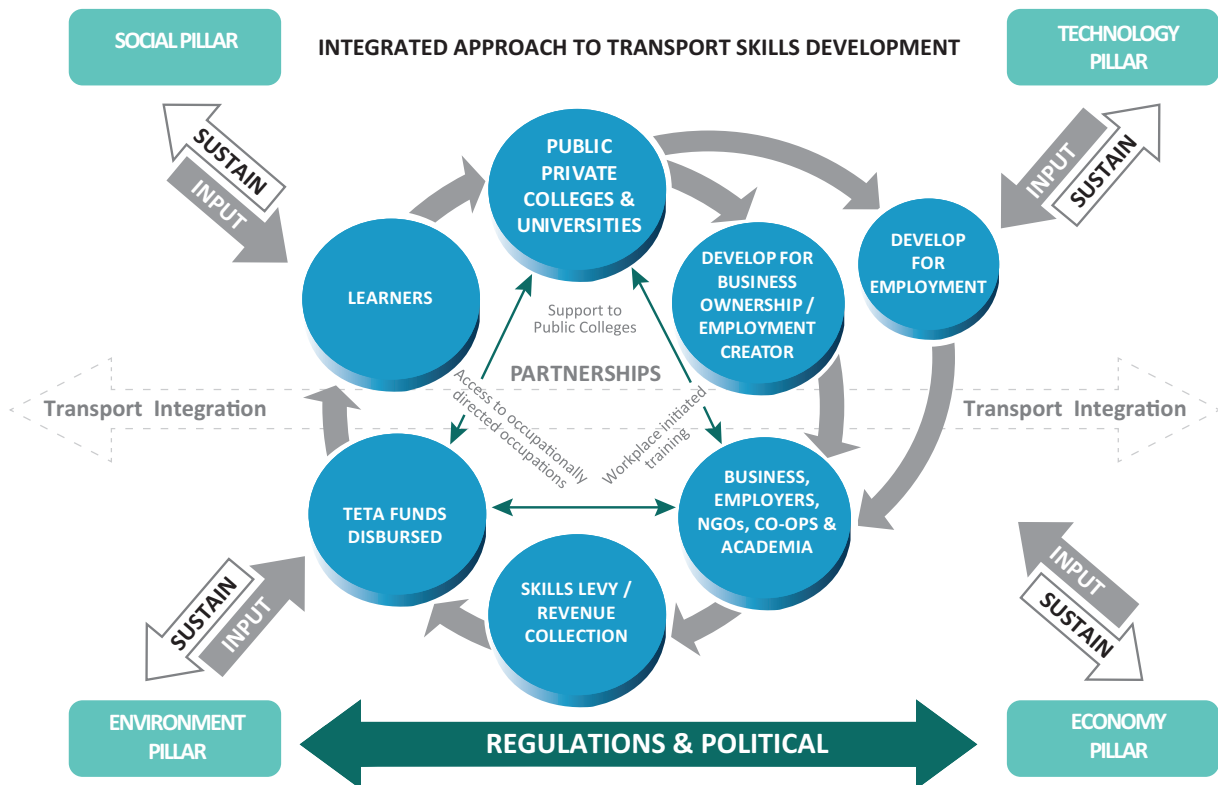 SOCIAL PILLAR
INTEGRATED APPROACH TO TRANSPORT SKILLS DEVELOPMENT
TECHNOLOGY
PILLAR
SUSTAIN
INPUT
INPUT
SUSTAIN
PUBLIC
PRIVATE
COLLEGES &
UNIVERSITIES
LEARNERS
DEVELOP FOR
BUSINESS
OWNERSHIP /
EMPLOYMENT
CREATOR
DEVELOP
FOR
EMPLOYMENT
Support to
Public Colleges
PARTNERSHIPS
Transport Integration
Transport Integration
Access to occupationally
directed occupations
Workplace initiated
training
TETA FUNDS
DISBURSED
BUSINESS,
EMPLOYERS,
NGOs, CO-OPS &
ACADEMIA
SKILLS LEVY /
REVENUE
COLLECTION
SUSTAIN
INPUT
INPUT
SUSTAIN
ENVIRONMENT
PILLAR
REGULATIONS & POLITICAL
ECONOMY
PILLAR